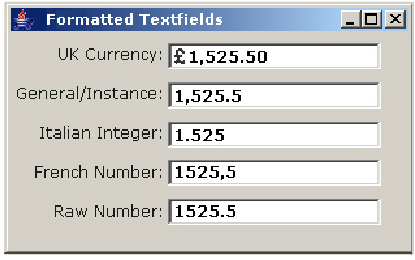 Formatted Textfields
UK Currency: £1,525.50
General/Instance: 1,525.5
Italian Integer: 1.525
French Number: 1525,5
Raw Number: 1525.5